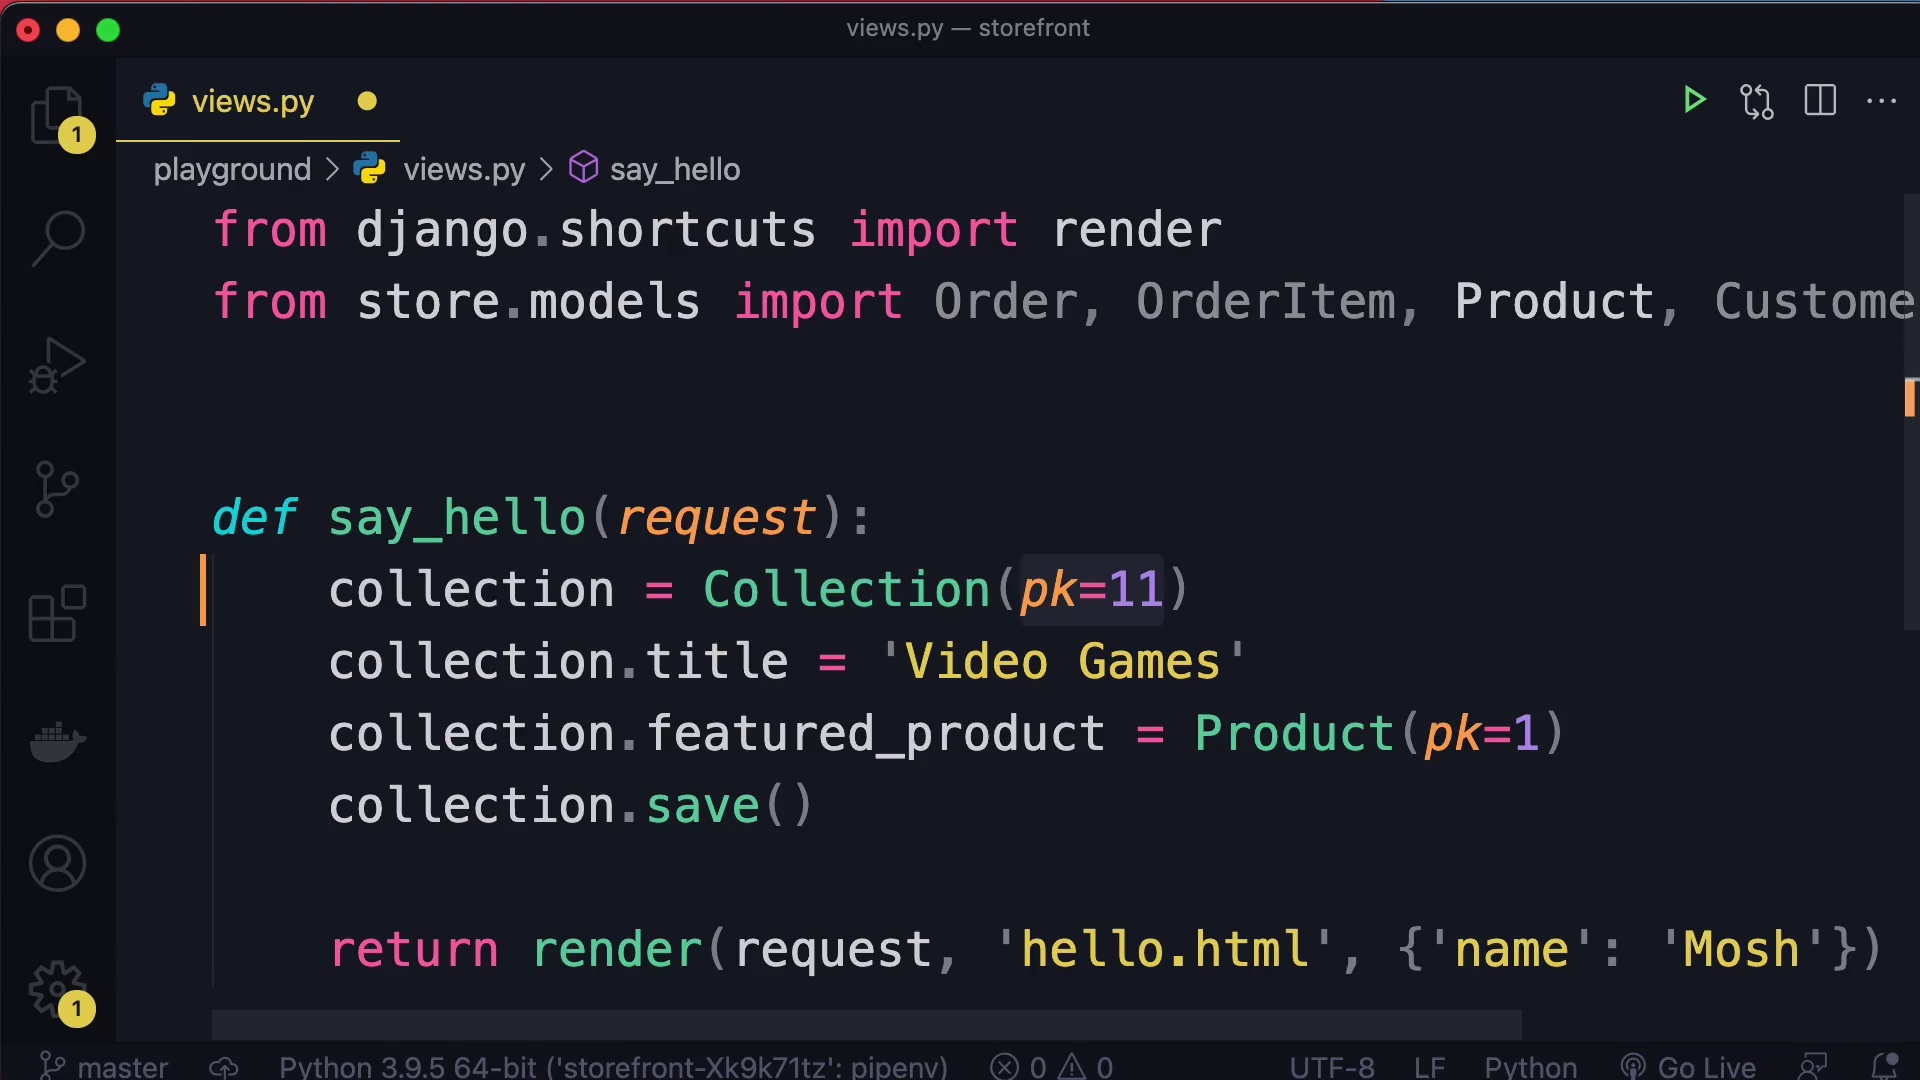 views.py — storefront
views.py
1
playground > views.py > say_hello
from django.shortcuts import render
from store.models import Order, OrderItem, Product, Custome
def say_hello(request):
    collection = Collection(pk=11)
    collection.title = 'Video Games'
    collection.featured_product = Product(pk=1)
    collection.save()
    return render(request, 'hello.html', {'name': 'Mosh'})
1
master Python 3.9.5 64-bit ('storefront-Xk9k71tz': pipenv) 0 0 UTF-8 LF Python Go Live